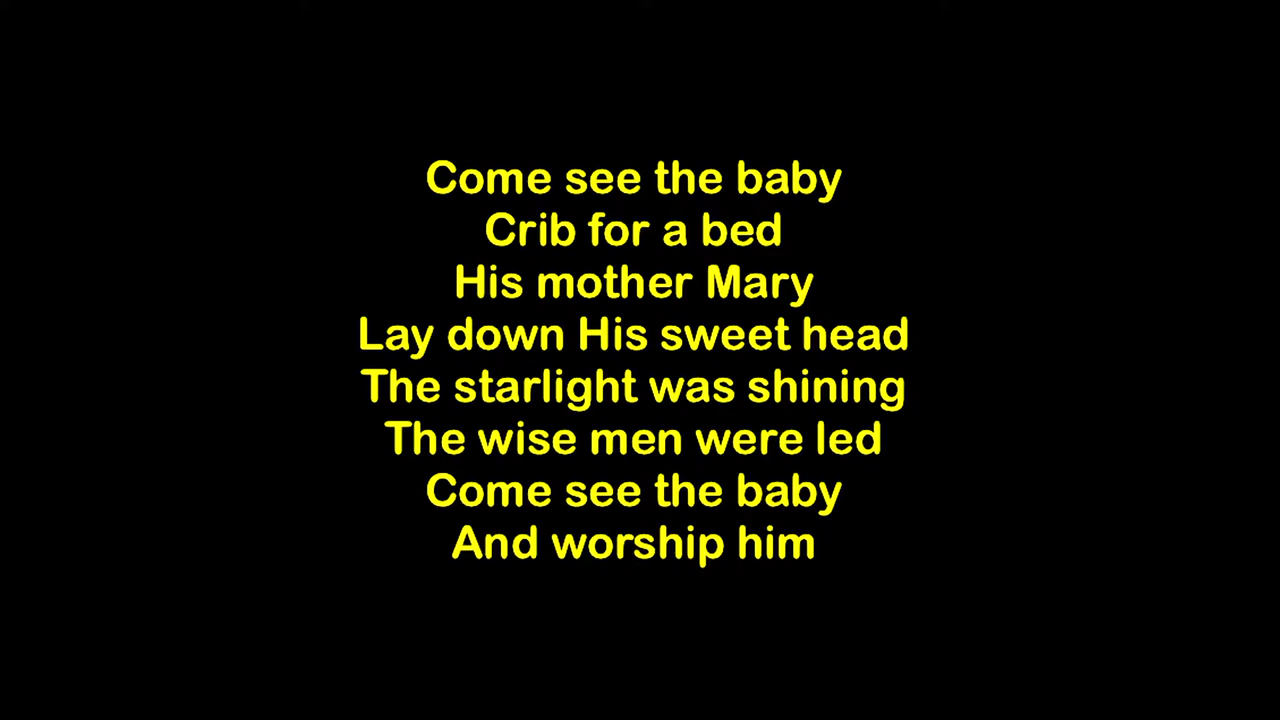 Come see the baby
Crib for a bed
His mother Mary
Lay down His sweet head
The starlight was shining
The wise men were led
Come see the baby
And worship him